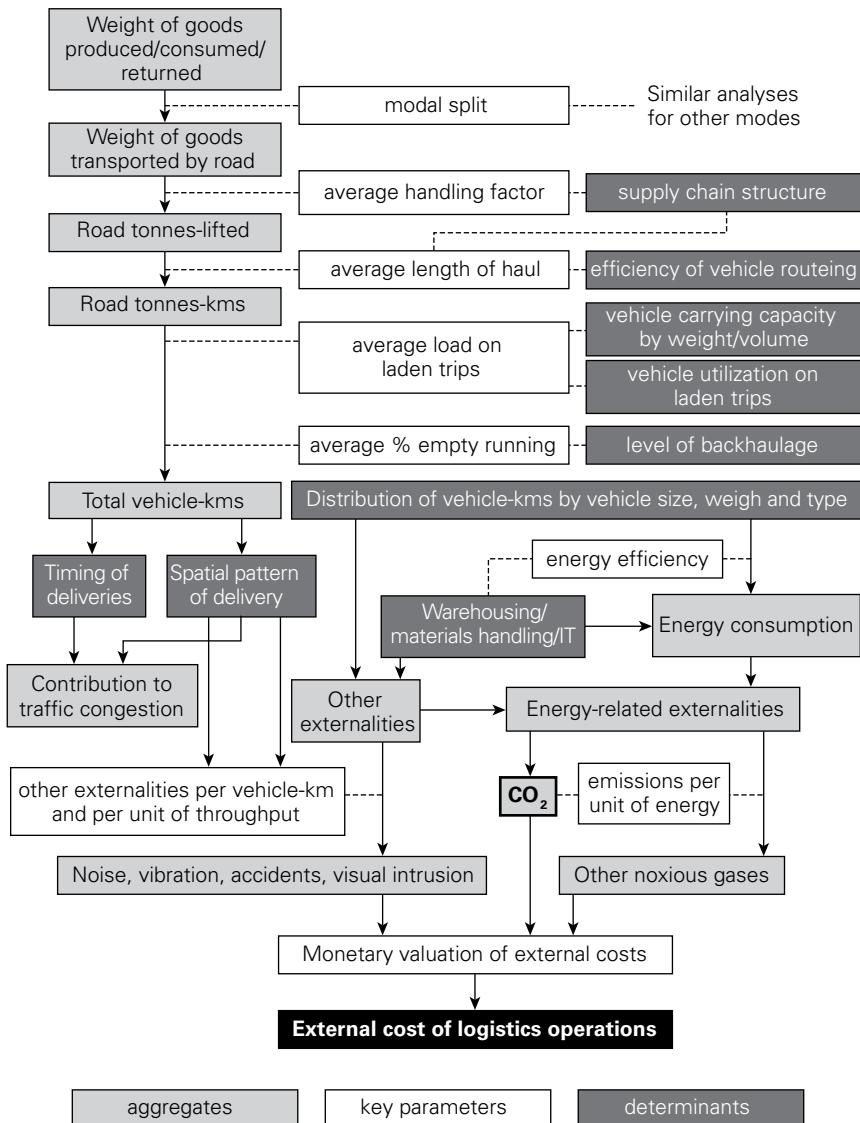 Weight of goods
produced/consumed/
returned
modal split
Similar analyses
for other modes
Weight of goods
transported by road
average handling factor
supply chain structure
Road tonnes-lifted
average length of haul
efficiency of vehicle routeing
Road tonnes-kms
average load on
laden trips
vehicle carrying capacity
by weight/volume
vehicle utilization on
laden trips
average % empty running
level of backhaulage
Total vehicle-kms
Distribution of vehicle-kms by vehicle size, weigh and type
Timing of
deliveries
Spatial pattern
of delivery
energy efficiency
Warehousing/
materials handling/IT
Energy consumption
Contribution to
traffic congestion
Other
externalities
Energy-related externalities
other externalities per vehicle-km
and per unit of throughput
CO₂
emissions per
unit of energy
Noise, vibration, accidents, visual intrusion
Other noxious gases
Monetary valuation of external costs
External cost of logistics operations
aggregates
key parameters
determinants